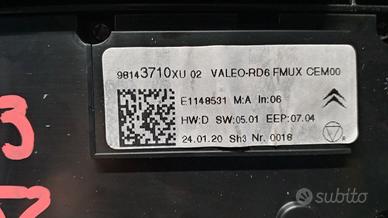 98143710XU 02 VALEO-RD6 FMUX CEM00
E1148531 M:A In:06
HW:D SW:05.01 EEP:07.04
24.01.20 Sh3 Nr. 0018
3
subito